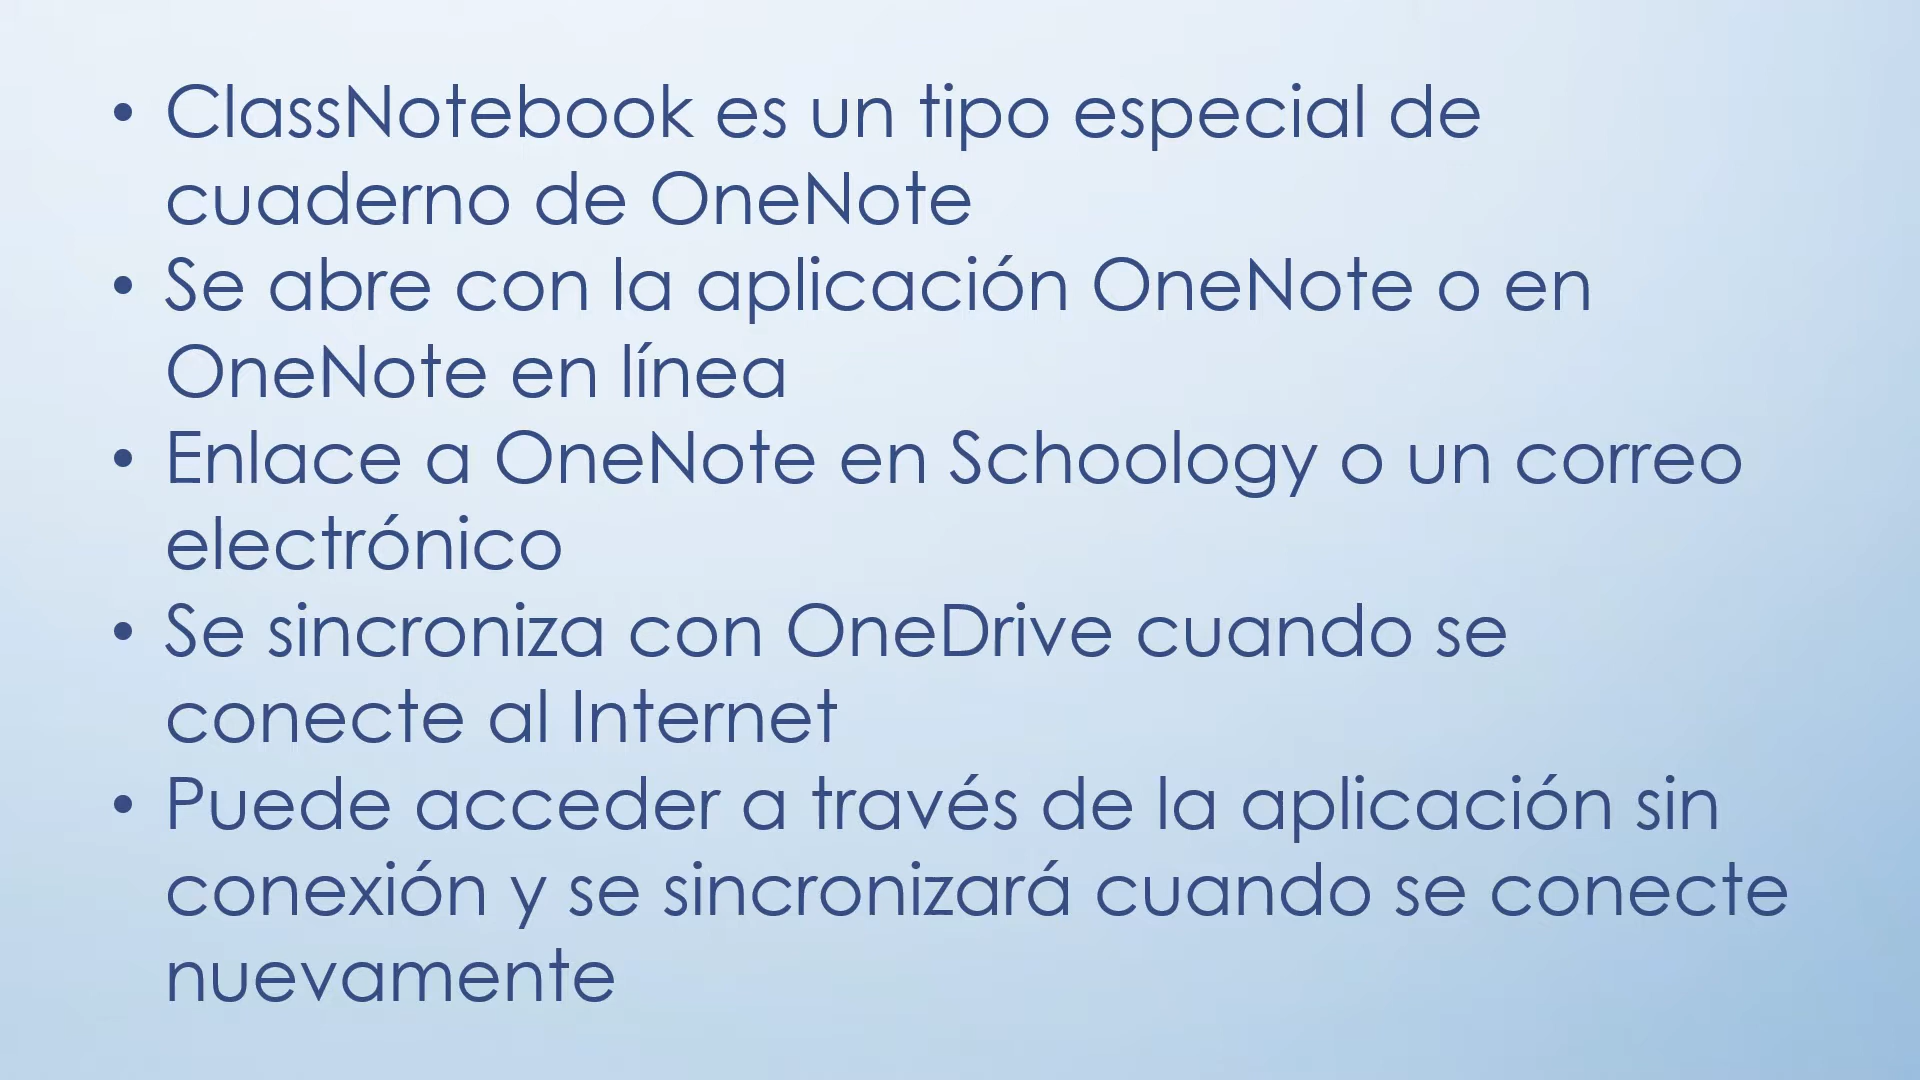 • ClassNotebook es un tipo especial de
cuaderno de OneNote
• Se abre con la aplicación OneNote o en
OneNote en línea
• Enlace a OneNote en Schoology o un correo
electrónico
• Se sincroniza con OneDrive cuando se
conecte al Internet
• Puede acceder a través de la aplicación sin
conexión y se sincronizará cuando se conecte
nuevamente